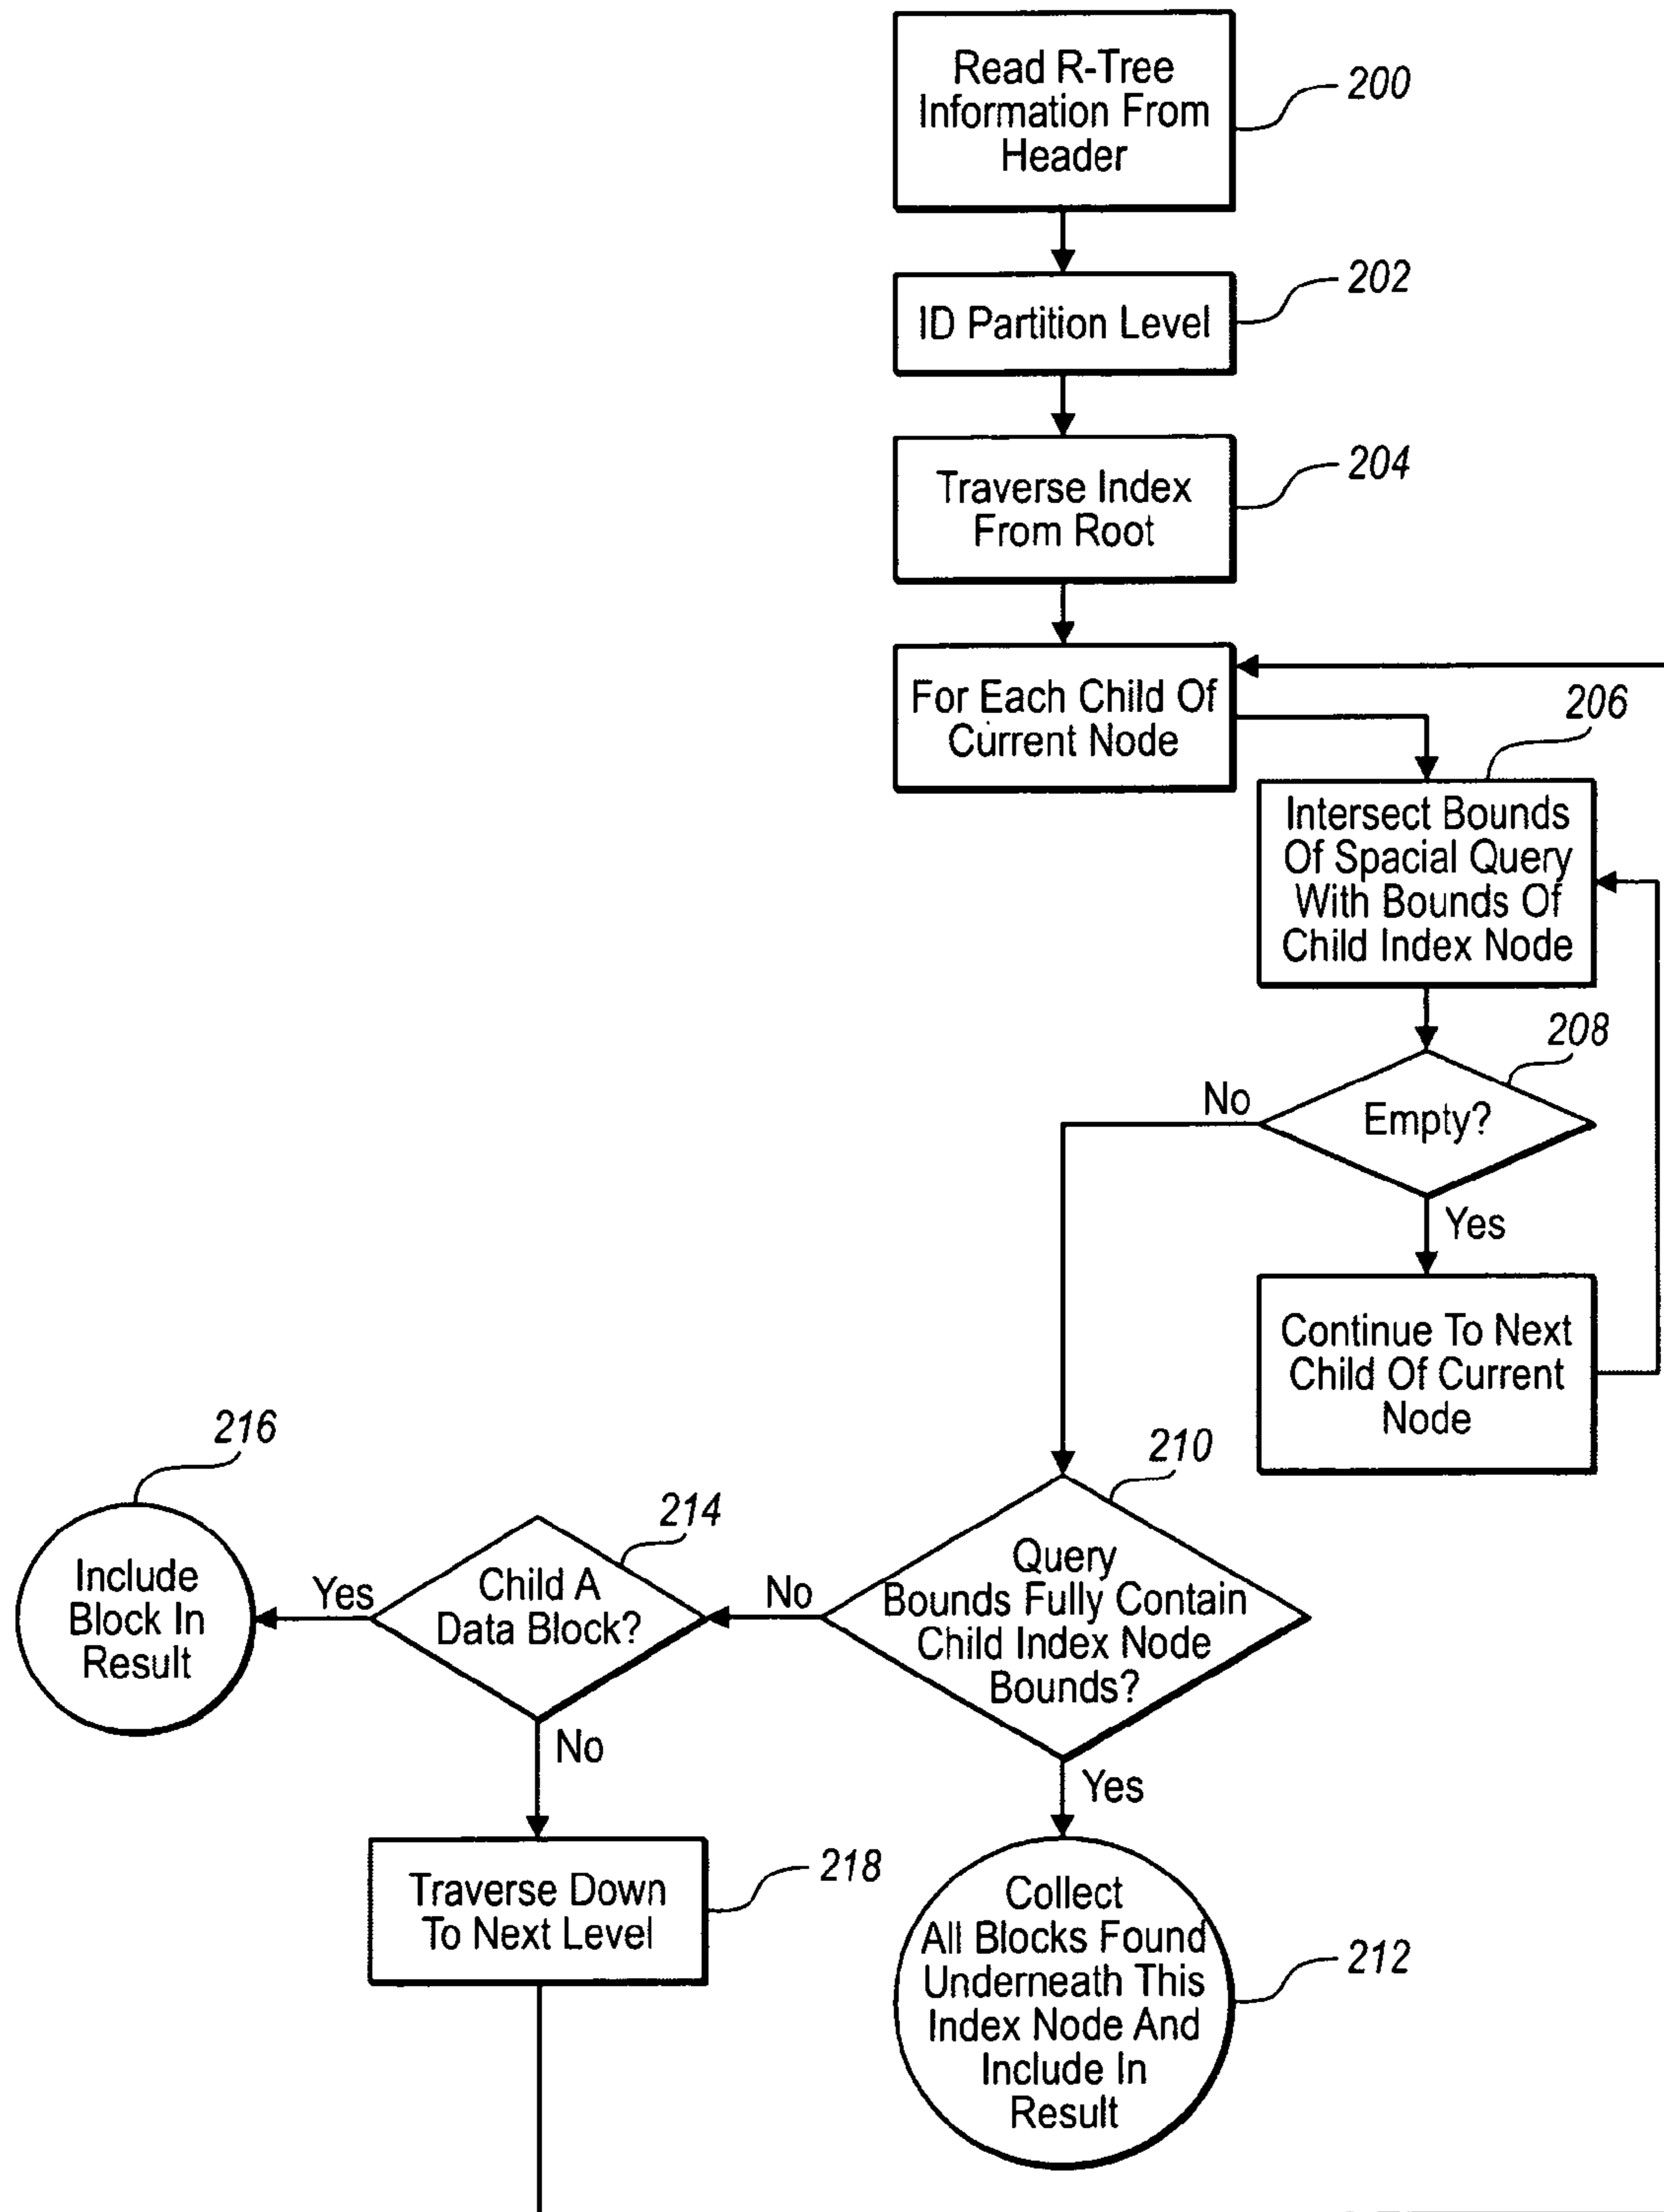 Read R-Tree
Information From
Header
200
ID Partition Level
202
Traverse Index
From Root
204
For Each Child Of
Current Node
206
Intersect Bounds
Of Spacial Query
With Bounds Of
Child Index Node
208
Empty?
No
Yes
Continue To Next
Child Of Current
Node
210
Query
Bounds Fully Contain
Child Index Node
Bounds?
No
Yes
214
Child A
Data Block?
Yes
No
216
Include
Block In
Result
Traverse Down
To Next Level
218
Collect
All Blocks Found
Underneath This
Index Node And
Include In
Result
212